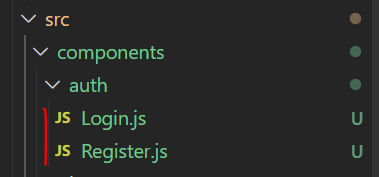 src
components
auth
JS Login.js U
JS Register.js U